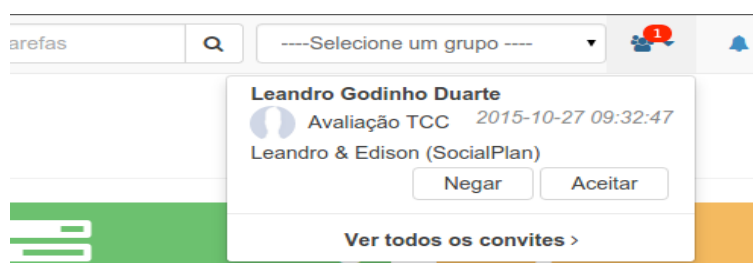 arefas ----Selecione um grupo ---- 1
Leandro Godinho Duarte
Avaliação TCC 2015-10-27 09:32:47
Leandro & Edison (SocialPlan)
Negar Aceitar
Ver todos os convites >